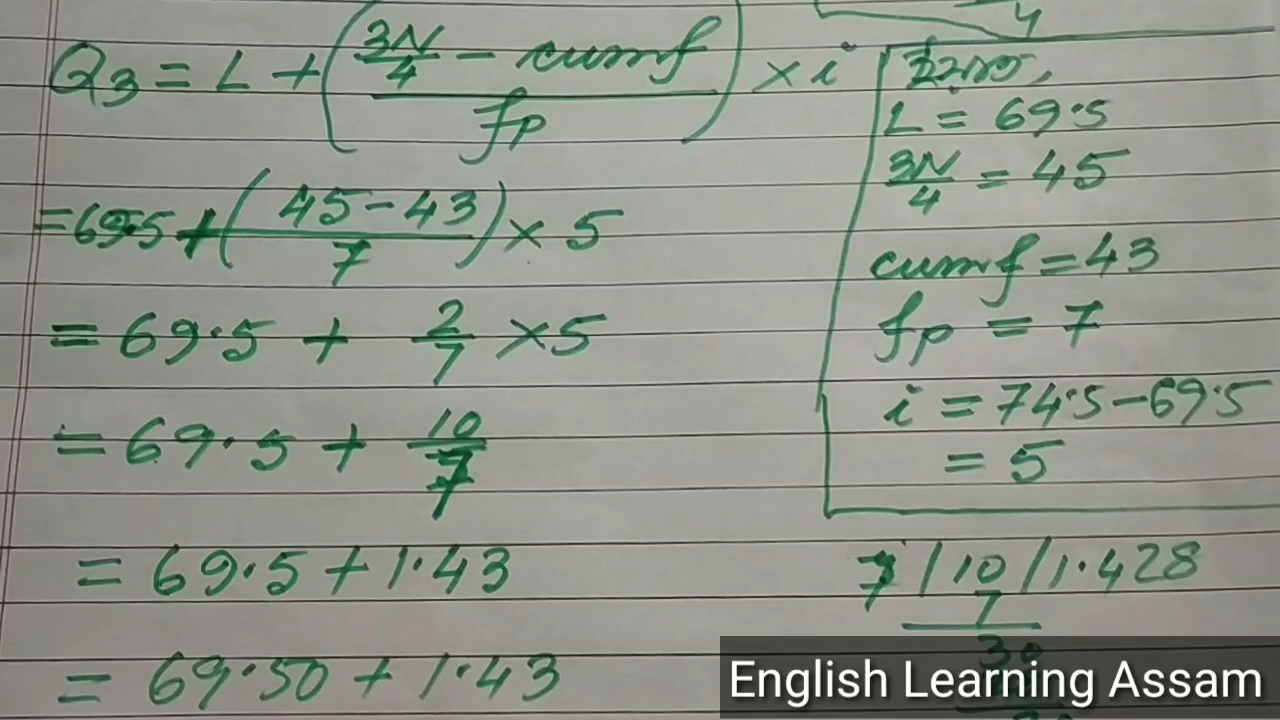 Q₃ = L + (3N/4 - cumf / fp) × i
= 69.5 + (45 - 43 / 7) × 5
= 69.5 + 2/7 × 5
= 69.5 + 10/7
= 69.5 + 1.43
= 69.50 + 1.43
4
L = 69.5
3N/4 = 45
cumf = 43
fp = 7
i = 74.5 - 69.5
= 5
7 / 10 / 1.428
7
30
English Learning Assam